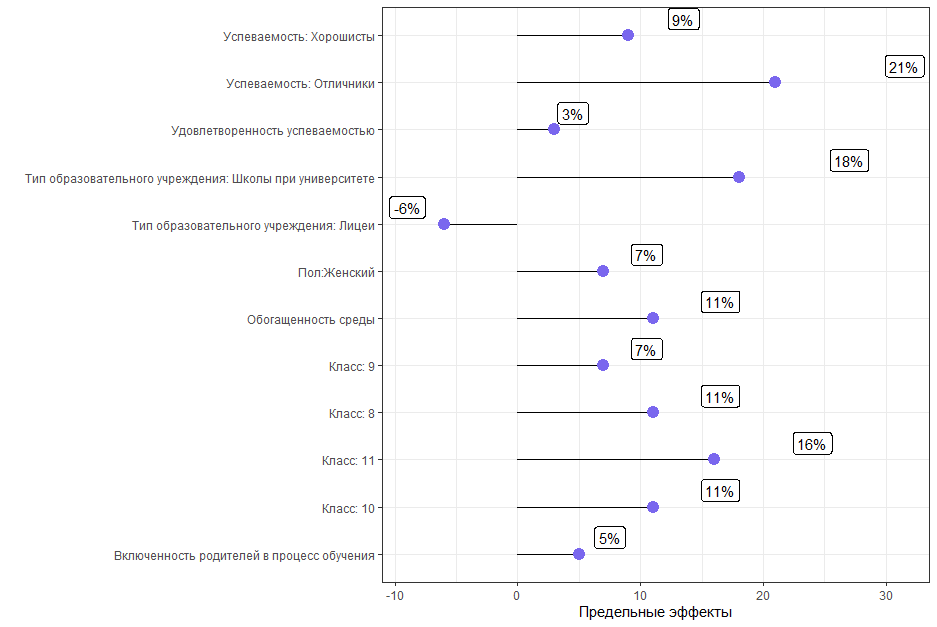 Успеваемость: Хорошисты
9%
Успеваемость: Отличники
21%
Удовлетворенность успеваемостью
3%
Тип образовательного учреждения: Школы при университете
18%
Тип образовательного учреждения: Лицеи
-6%
Пол:Женский
7%
Обогащенность среды
11%
Класс: 9
7%
Класс: 8
11%
Класс: 11
16%
Класс: 10
11%
Включенность родителей в процесс обучения
5%
-10 0 10 20 30
Предельные эффекты